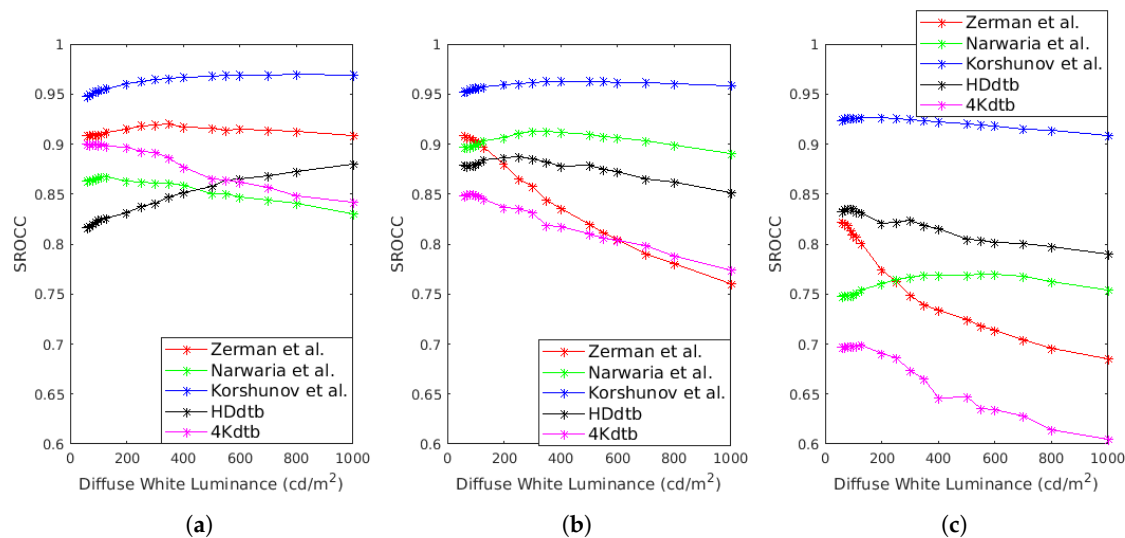 1
0.95
0.9
0.85
0.8
0.75
0.7
0.65
0.6
SROCC
0 200 400 600 800 1000
Diffuse White Luminance (cd/m²)
Zerman et al.
Narwaria et al.
Korshunov et al.
HDdtb
4Kdtb
(a)
1
0.95
0.9
0.85
0.8
0.75
0.7
0.65
0.6
SROCC
0 200 400 600 800 1000
Diffuse White Luminance (cd/m²)
Zerman et al.
Narwaria et al.
Korshunov et al.
HDdtb
4Kdtb
(b)
Zerman et al.
Narwaria et al.
Korshunov et al.
HDdtb
4Kdtb
1
0.95
0.9
0.85
0.8
0.75
0.7
0.65
0.6
SROCC
0 200 400 600 800 1000
Diffuse White Luminance (cd/m²)
(c)